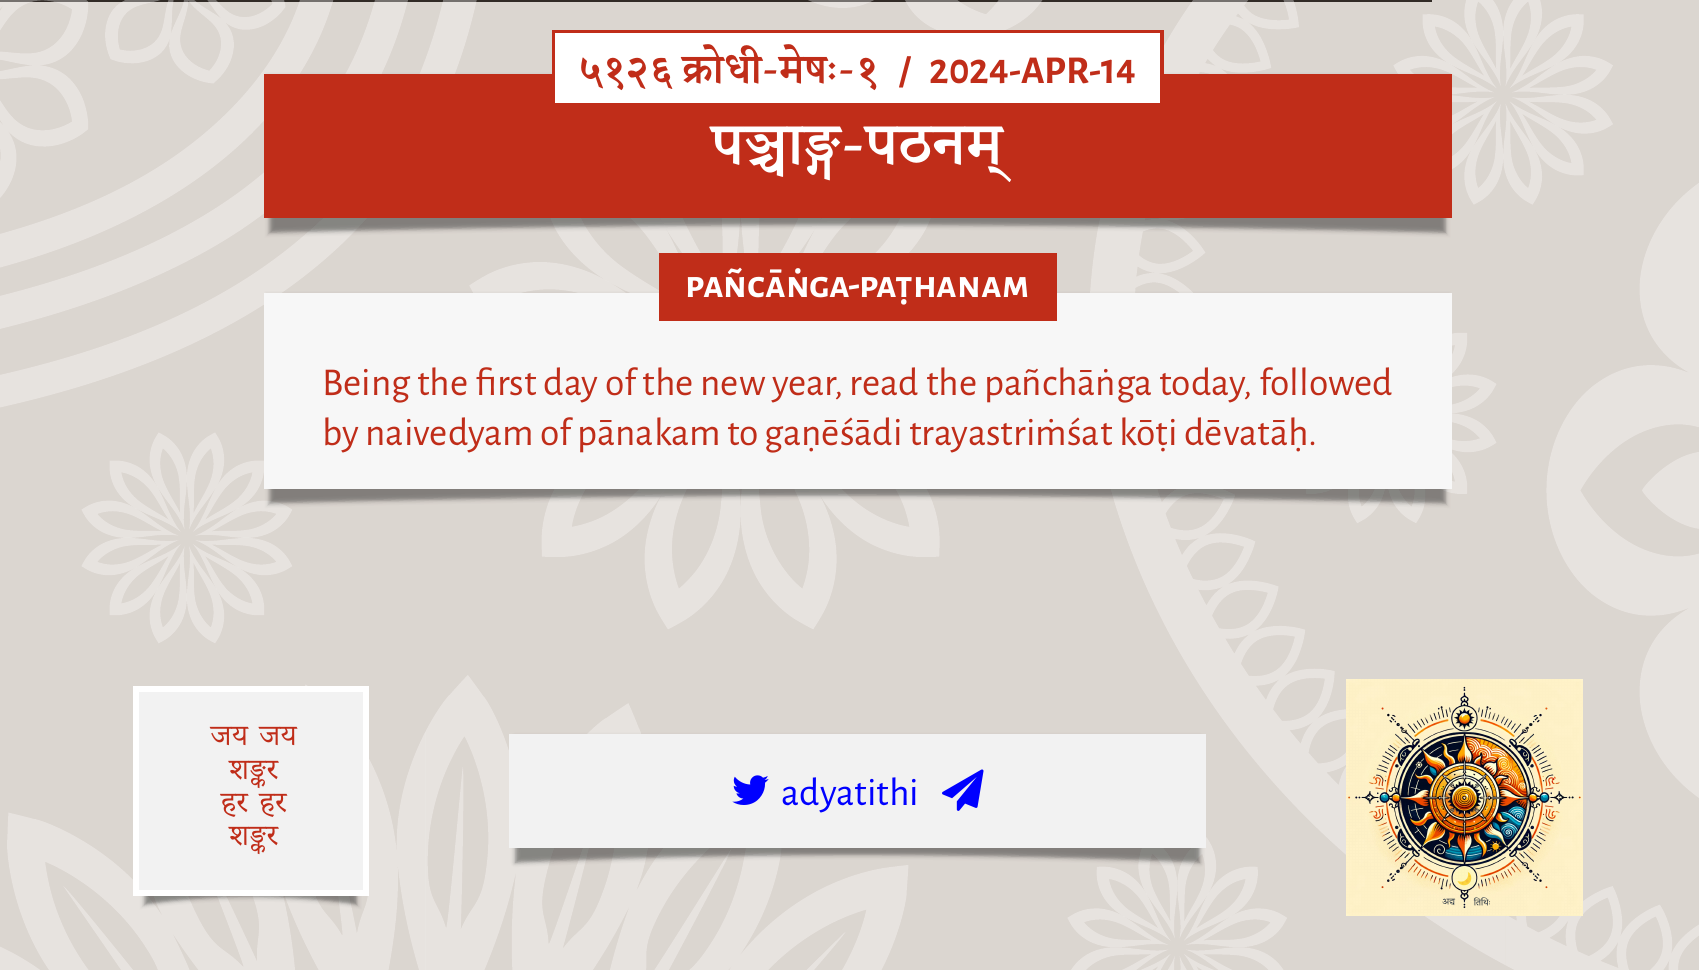 ५१२६ क्रोधी-मेषः-१ / 2024-APR-14
पञ्चाङ्ग-पठनम्
PAÑCĀṄGA-PAṬHANAM
Being the first day of the new year, read the pañchāṅga today, followed
by naivedyam of pānakam to gaṇēśādi trayastriṁśat kōṭi dēvatāḥ.
जय जय
शङ्कर
हर हर
शङ्कर
adyatithi
अद्य तिथिः